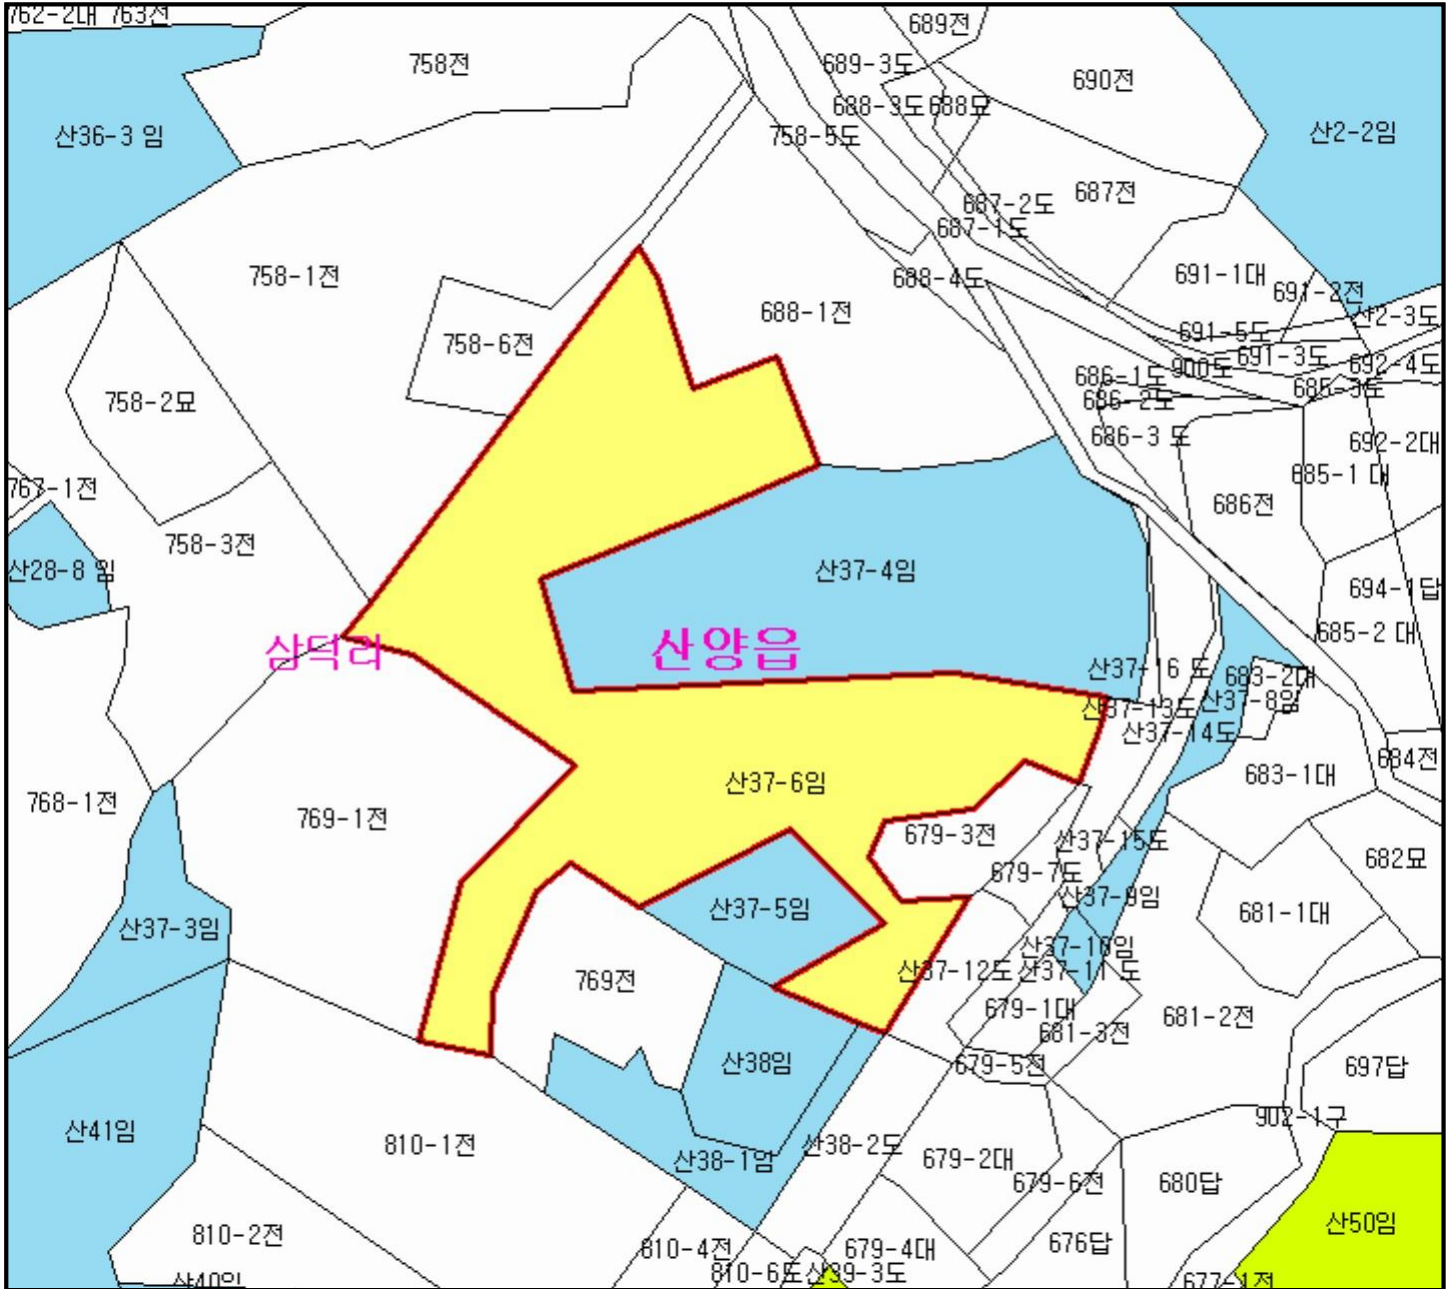 762-2대 763전
689전
758전
689-3도
690전
688-3도
688묘
산36-3 임
758-5도
산2-2임
687전
687-2도
687-1도
758-1전
688-4도
691-1대
691-2전
688-1전
산2-3도
691-5도
758-6전
691-3도
900도
692-4도
686-1도
685-3도
758-2묘
686-2도
686-3 도
692-2대
685-1 대
767-1전
686전
758-3전
산28-8 임
산37-4임
694-1답
685-2 대
삼덕리
산양읍
산37-16 도
683-2대
산37-8임
산37-13도
산37-14도
684전
683-1대
산37-6임
768-1전
769-1전
679-3전
산37-15도
682묘
679-7도
산37-9임
산37-5임
681-1대
산37-3임
산37-10임
산37-12도
산37-11 도
769전
679-1대
681-2전
681-3전
산38임
679-5전
697답
902-1구
산41임
810-1전
산38-2도
산38-1임
679-2대
679-6전
680답
산50임
810-2전
810-4전
679-4대
676답
810-6도
산39-3도
산40임
677-1전